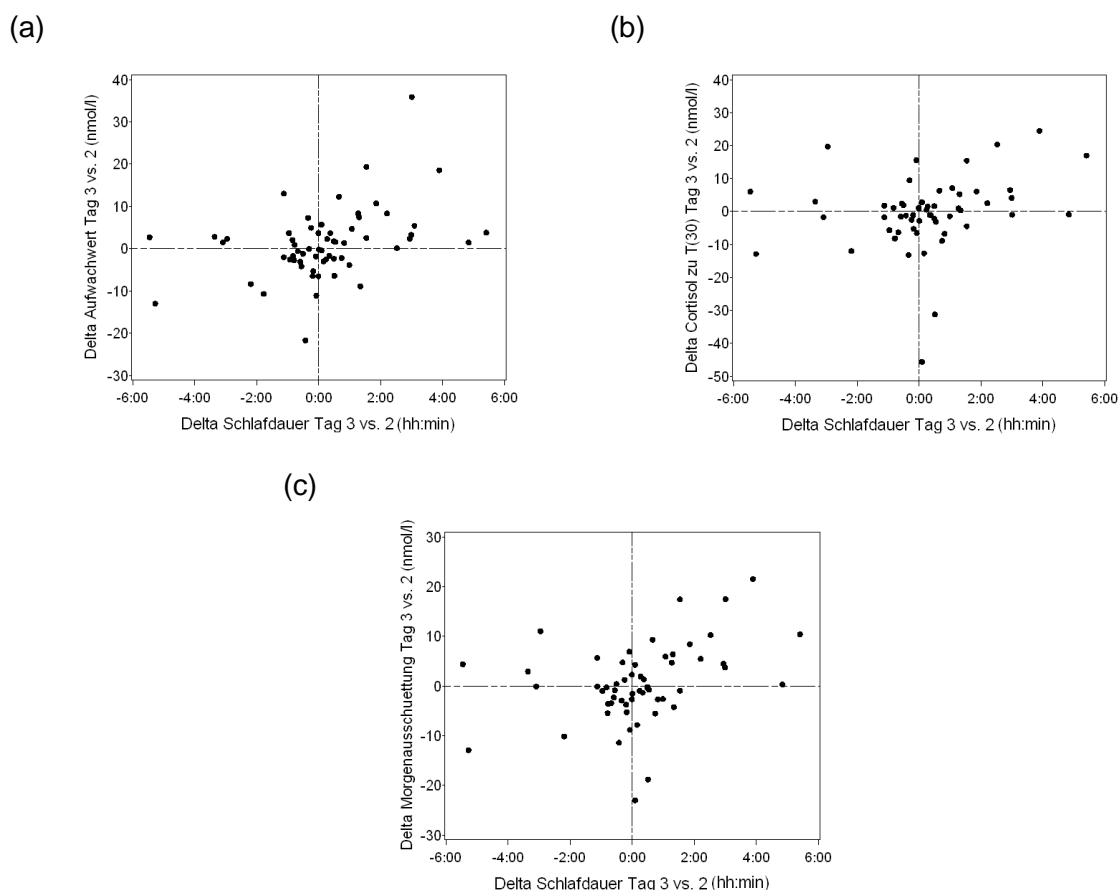 (a)
(b)
40
30
20
10
0
-10
-20
-30
Delta Aufwachwert Tag 3 vs. 2 (nmol/l)
-6:00 -4:00 -2:00 0:00 2:00 4:00 6:00
Delta Schlafdauer Tag 3 vs. 2 (hh:min)
40
30
20
10
0
-10
-20
-30
-40
-50
Delta Cortisol zu T(30) Tag 3 vs. 2 (nmol/l)
-6:00 -4:00 -2:00 0:00 2:00 4:00 6:00
Delta Schlafdauer Tag 3 vs. 2 (hh:min)
(c)
30
20
10
0
-10
-20
-30
Delta Morgenausschuettung Tag 3 vs. 2 (nmol/l)
-6:00 -4:00 -2:00 0:00 2:00 4:00 6:00
Delta Schlafdauer Tag 3 vs. 2 (hh:min)